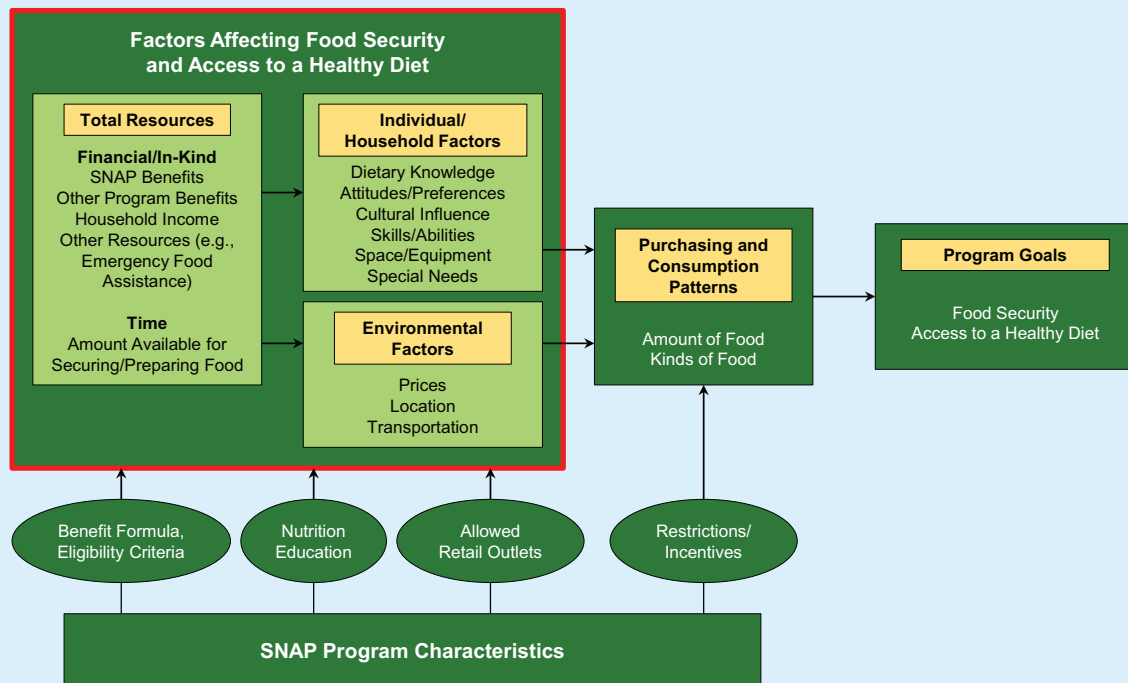 Factors Affecting Food Security
and Access to a Healthy Diet
Total Resources
Financial/In-Kind
SNAP Benefits
Other Program Benefits
Household Income
Other Resources (e.g.,
Emergency Food
Assistance)
Time
Amount Available for
Securing/Preparing Food
Individual/
Household Factors
Dietary Knowledge
Attitudes/Preferences
Cultural Influence
Skills/Abilities
Space/Equipment
Special Needs
Environmental
Factors
Prices
Location
Transportation
Purchasing and
Consumption
Patterns
Amount of Food
Kinds of Food
Program Goals
Food Security
Access to a Healthy Diet
Benefit Formula,
Eligibility Criteria
Nutrition
Education
Allowed
Retail Outlets
Restrictions/
Incentives
SNAP Program Characteristics